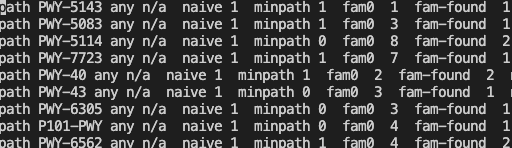 path PWY-5143 any n/a  naive 1  minpath 1  fam0  1  fam-found  1
path PWY-5083 any n/a  naive 1  minpath 1  fam0  3  fam-found  1
path PWY-5114 any n/a  naive 1  minpath 0  fam0  8  fam-found  2
path PWY-7723 any n/a  naive 1  minpath 1  fam0  7  fam-found  1
path PWY-40 any n/a  naive 1  minpath 1  fam0  2  fam-found  2  n
path PWY-43 any n/a  naive 1  minpath 0  fam0  3  fam-found  1  n
path PWY-6305 any n/a  naive 1  minpath 0  fam0  3  fam-found  1
path P101-PWY any n/a  naive 1  minpath 0  fam0  4  fam-found  1
path PWY-6562 any n/a  naive 1  minpath 1  fam0  4  fam-found  2